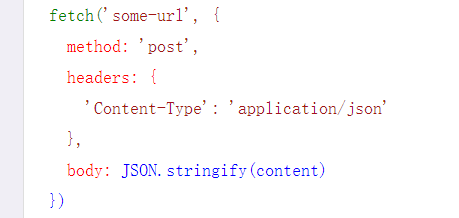 fetch('some-url', {
method: 'post',
headers: {
'Content-Type': 'application/json'
},
body: JSON.stringify(content)
})